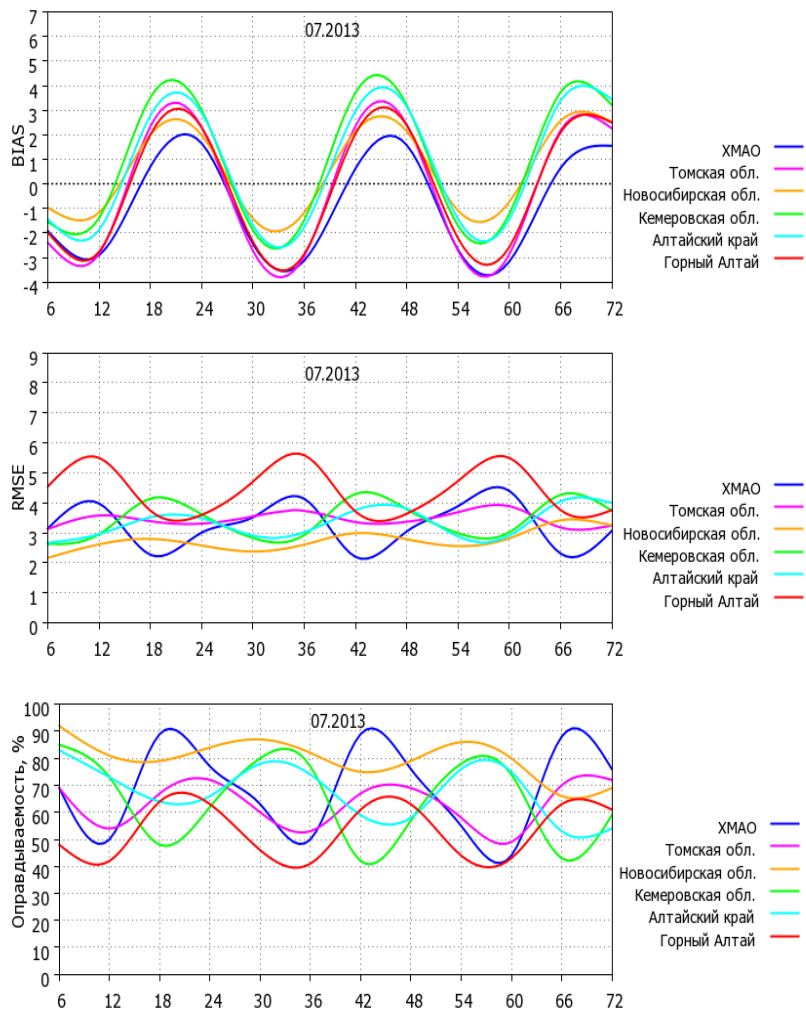 07.2013
7
6
5
4
3
2
1
0
-1
-2
-3
-4
BIAS
6 12 18 24 30 36 42 48 54 60 66 72
ХМАО
Томская обл.
Новосибирская обл.
Кемеровская обл.
Алтайский край
Горный Алтай
07.2013
9
8
7
6
5
4
3
2
1
0
RMSE
6 12 18 24 30 36 42 48 54 60 66 72
ХМАО
Томская обл.
Новосибирская обл.
Кемеровская обл.
Алтайский край
Горный Алтай
07.2013
100
90
80
70
60
50
40
30
20
10
0
Оправдываемость, %
6 12 18 24 30 36 42 48 54 60 66 72
ХМАО
Томская обл.
Новосибирская обл.
Кемеровская обл.
Алтайский край
Горный Алтай